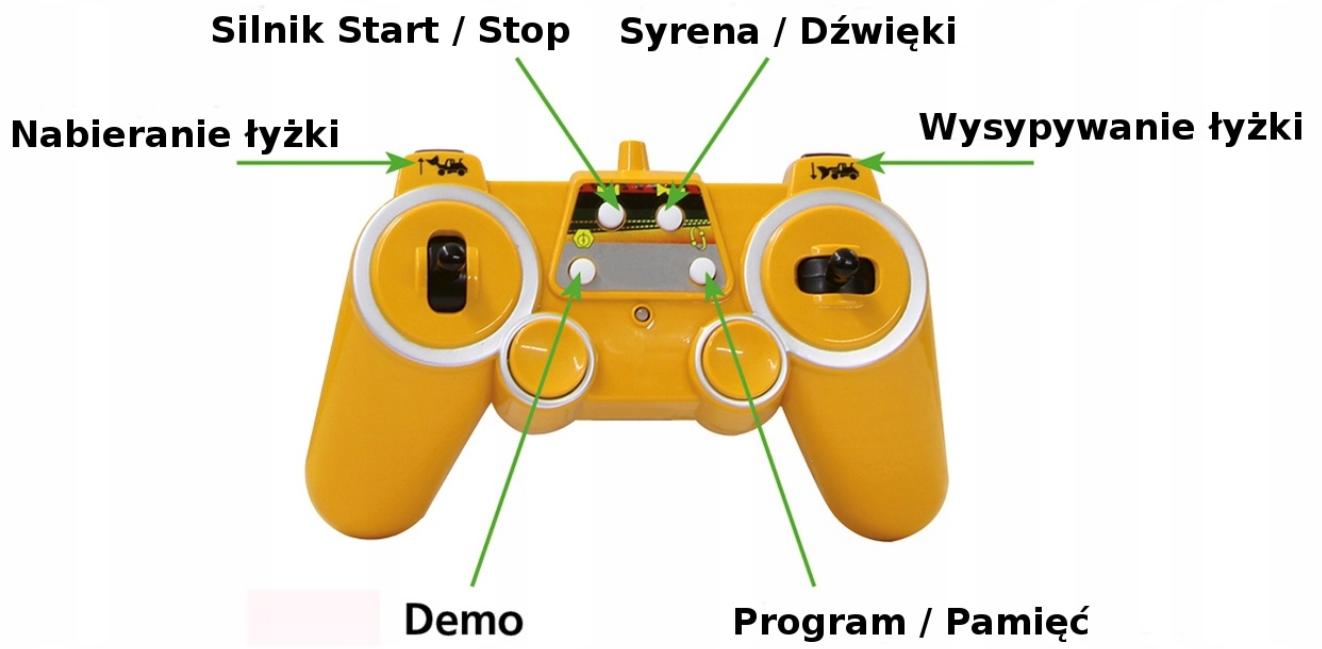 Silnik Start / Stop
Syrena / Dźwięki
Nabieranie łyżki
Wysypywanie łyżki
Demo
Program / Pamięć